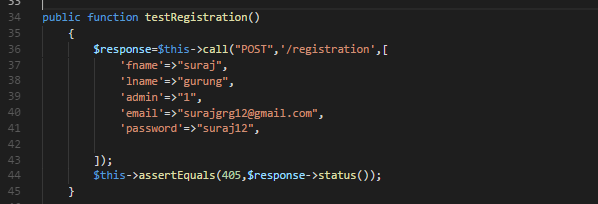 33
34 public function testRegistration()
35 {
36 $response=$this->call("POST",'/registration',[
37 'fname'=>"suraj",
38 'lname'=>"gurung",
39 'admin'=>"1",
40 'email'=>"surajgrg12@gmail.com",
41 'password'=>"suraj12",
42
43 ]);
44 $this->assertEquals(405,$response->status());
45 }